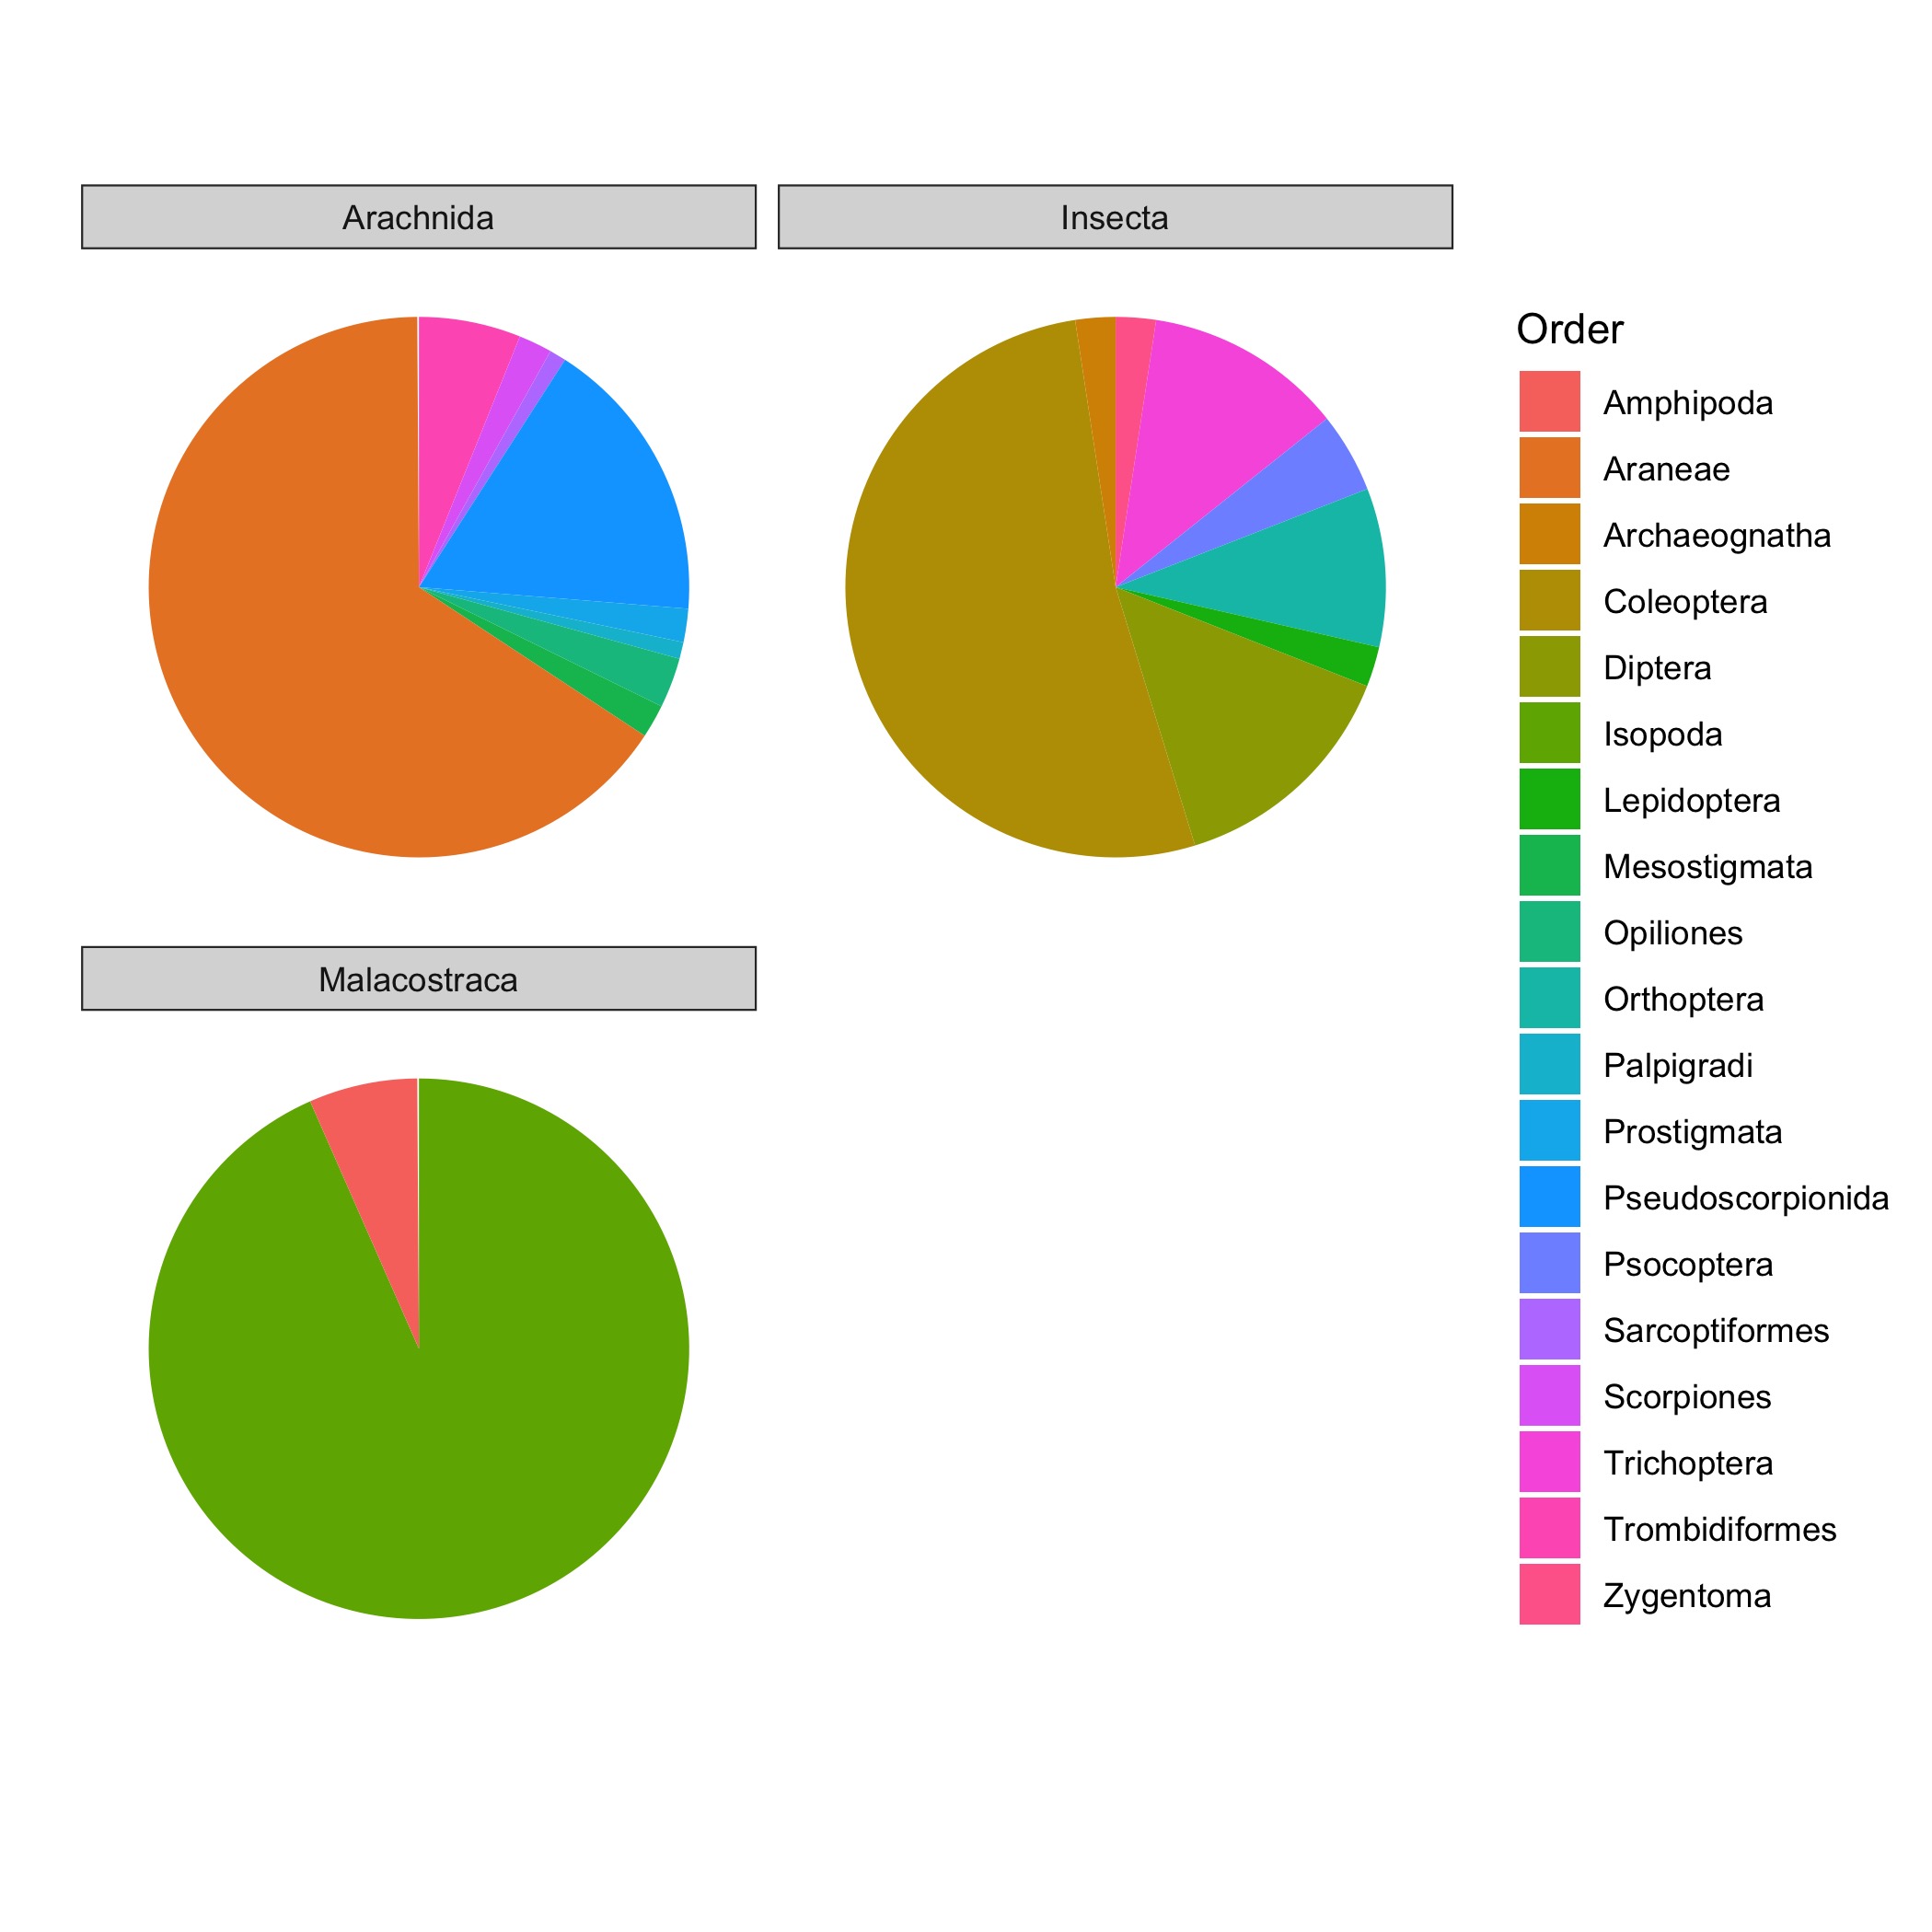 Arachnida
Insecta
Malacostraca
Order
Amphipoda
Araneae
Archaeognatha
Coleoptera
Diptera
Isopoda
Lepidoptera
Mesostigmata
Opiliones
Orthoptera
Palpigradi
Prostigmata
Pseudoscorpionida
Psocoptera
Sarcoptiformes
Scorpiones
Trichoptera
Trombidiformes
Zygentoma